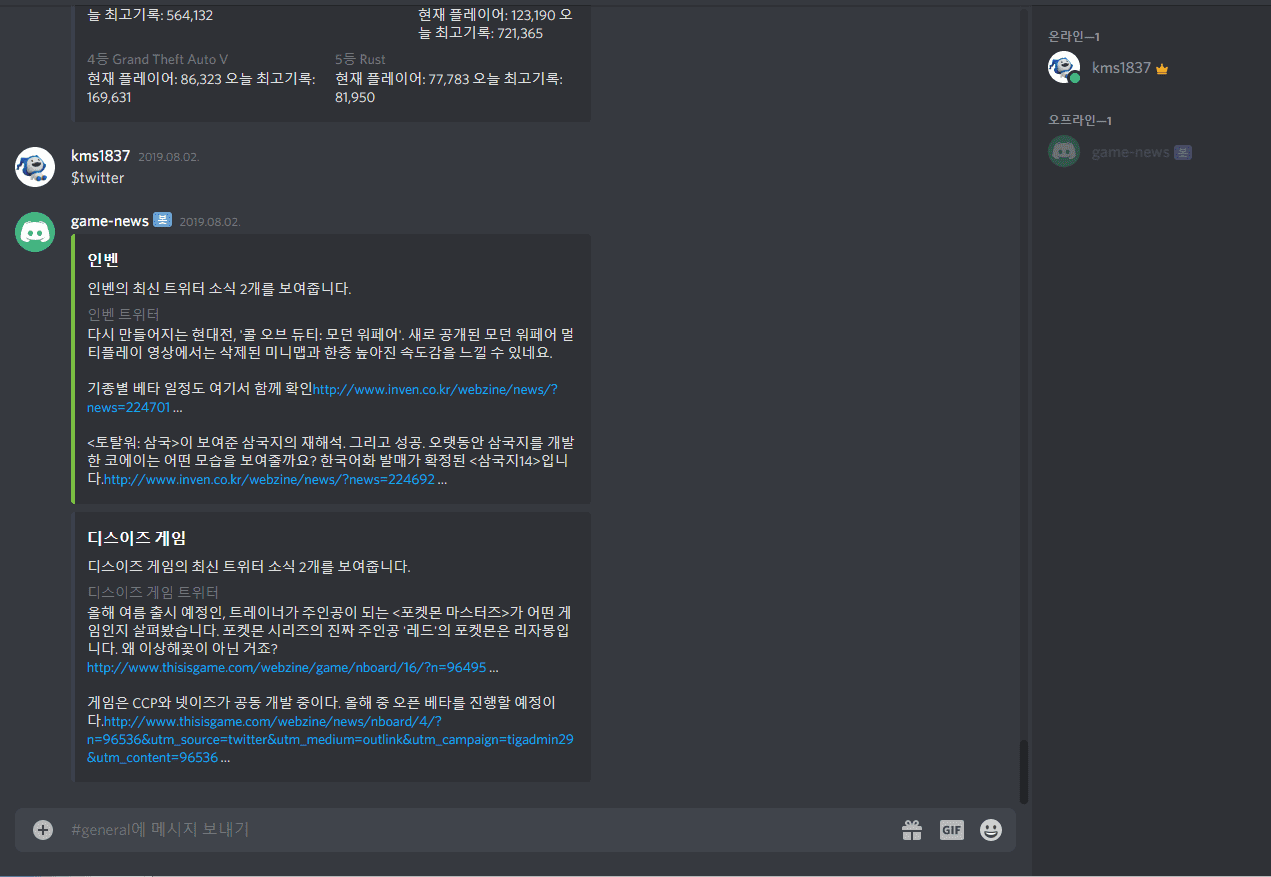 늘 최고기록: 564,132
현재 플레이어: 123,190 오
늘 최고기록: 721,365
4등 Grand Theft Auto V
현재 플레이어: 86,323 오늘 최고기록:
169,631
5등 Rust
현재 플레이어: 77,783 오늘 최고기록:
81,950
kms1837 2019.08.02.
$twitter
game-news 봇 2019.08.02.
인벤
인벤의 최신 트위터 소식 2개를 보여줍니다.
인벤 트위터
다시 만들어지는 현대전, '콜 오브 듀티: 모던 워페어'. 새로 공개된 모던 워페어 멀
티플레이 영상에서는 삭제된 미니맵과 한층 높아진 속도감을 느낄 수 있네요.
기종별 베타 일정도 여기서 함께 확인http://www.inven.co.kr/webzine/news/?
news=224701 ...
<토탈워: 삼국>이 보여준 삼국지의 재해석. 그리고 성공. 오랫동안 삼국지를 개발
한 코에이는 어떤 모습을 보여줄까요? 한국어화 발매가 확정된 <삼국지14>입니
다.http://www.inven.co.kr/webzine/news/?news=224692 ...
디스이즈 게임
디스이즈 게임의 최신 트위터 소식 2개를 보여줍니다.
디스이즈 게임 트위터
올해 여름 출시 예정인, 트레이너가 주인공이 되는 <포켓몬 마스터즈>가 어떤 게
임인지 살펴봤습니다. 포켓몬 시리즈의 진짜 주인공 '레드'의 포켓몬은 리자몽입
니다. 왜 이상해꽃이 아닌 거죠?
http://www.thisisgame.com/webzine/game/nboard/16/?n=96495 ...
게임은 CCP와 넷이즈가 공동 개발 중이다. 올해 중 오픈 베타를 진행할 예정이
다.http://www.thisisgame.com/webzine/news/nboard/4/?
n=96536&utm_source=twitter&utm_medium=outlink&utm_campaign=tigadmin29
&utm_content=96536 ...
#general에 메시지 보내기
GIF
온라인—1
kms1837
오프라인—1
game-news 봇